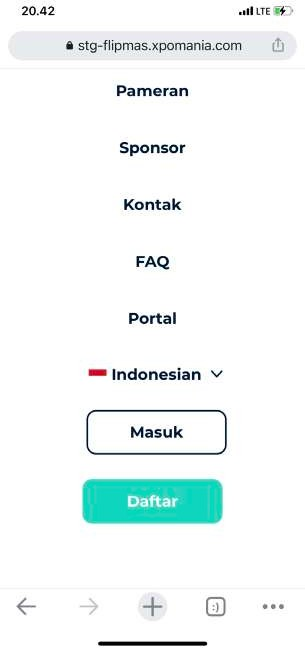 20.42
LTE
stg-flipmas.xpomania.com
Pameran
Sponsor
Kontak
FAQ
Portal
Indonesian
Masuk
Daftar
:)